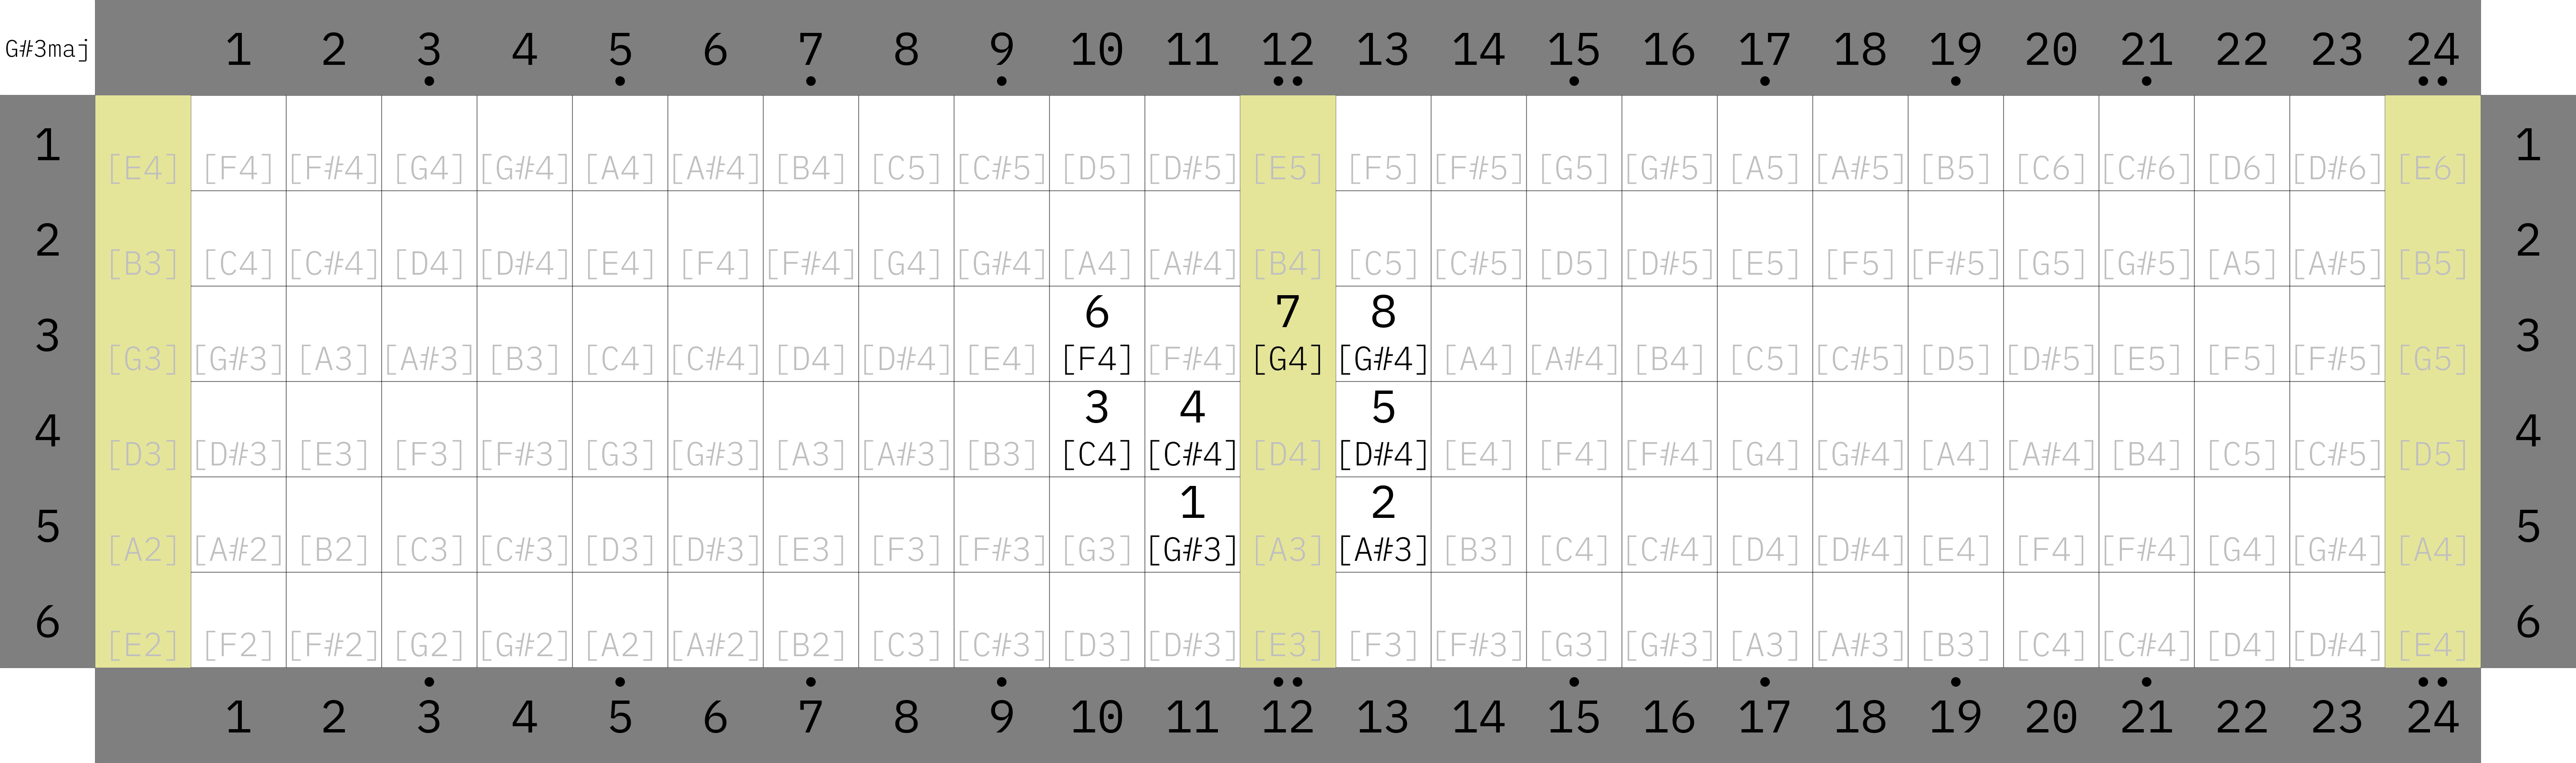 G#3maj 1 2 3 4 5 6 7 8 9 10 11 12 13 14 15 16 17 18 19 20 21 22 23 24
1 [E4] [F4] [F#4] [G4] [G#4] [A4] [A#4] [B4] [C5] [C#5] [D5] [D#5] [E5] [F5] [F#5] [G5] [G#5] [A5] [A#5] [B5] [C6] [C#6] [D6] [D#6] [E6] 1
2 [B3] [C4] [C#4] [D4] [D#4] [E4] [F4] [F#4] [G4] [G#4] [A4] [A#4] [B4] [C5] [C#5] [D5] [D#5] [E5] [F5] [F#5] [G5] [G#5] [A5] [A#5] [B5] 2
6 7 8
3 [G3] [G#3] [A3] [A#3] [B3] [C4] [C#4] [D4] [D#4] [E4] [F4] [F#4] [G4] [G#4] [A4] [A#4] [B4] [C5] [C#5] [D5] [D#5] [E5] [F5] [F#5] [G5] 3
3 4 5
4 [D3] [D#3] [E3] [F3] [F#3] [G3] [G#3] [A3] [A#3] [B3] [C4] [C#4] [D4] [D#4] [E4] [F4] [F#4] [G4] [G#4] [A4] [A#4] [B4] [C5] [C#5] [D5] 4
1 2
5 [A2] [A#2] [B2] [C3] [C#3] [D3] [D#3] [E3] [F3] [F#3] [G3] [G#3] [A3] [A#3] [B3] [C4] [C#4] [D4] [D#4] [E4] [F4] [F#4] [G4] [G#4] [A4] 5
6 [E2] [F2] [F#2] [G2] [G#2] [A2] [A#2] [B2] [C3] [C#3] [D3] [D#3] [E3] [F3] [F#3] [G3] [G#3] [A3] [A#3] [B3] [C4] [C#4] [D4] [D#4] [E4] 6
1 2 3 4 5 6 7 8 9 10 11 12 13 14 15 16 17 18 19 20 21 22 23 24